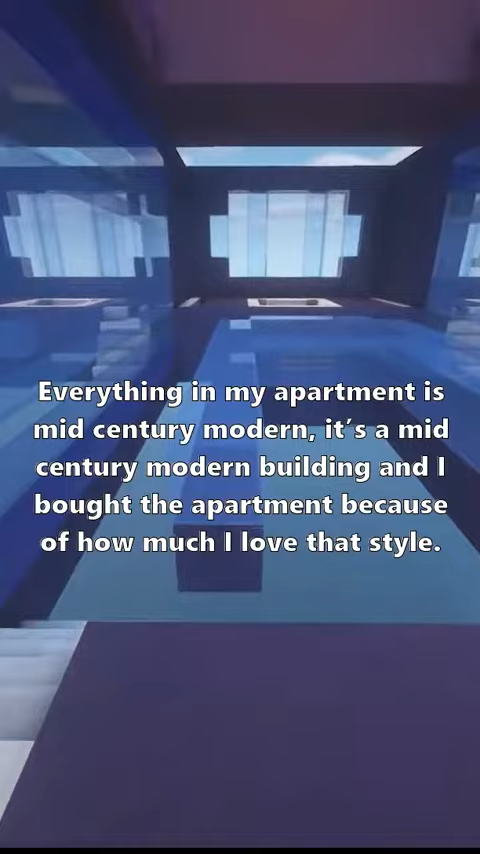 Everything in my apartment is
mid century modern, it’s a mid
century modern building and I
bought the apartment because
of how much I love that style.